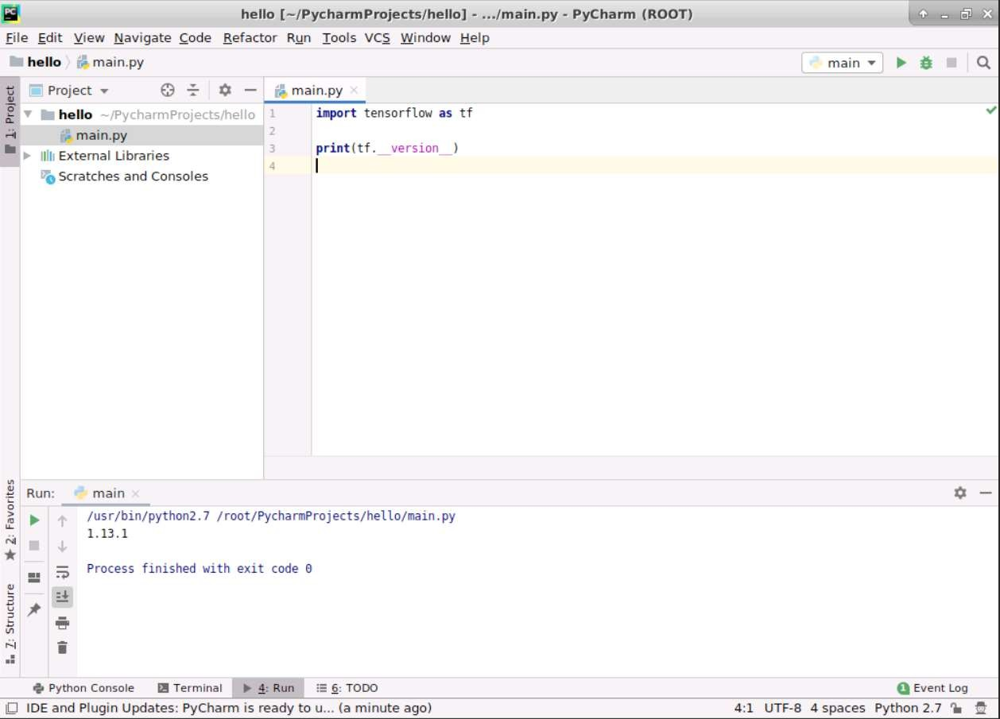 PC
hello [~/PycharmProjects/hello] - .../main.py - PyCharm (ROOT)
File Edit View Navigate Code Refactor Run Tools VCS Window Help
hello main.py
main
1: Project
Project
main.py
hello ~/PycharmProjects/hello
main.py
External Libraries
Scratches and Consoles
1 import tensorflow as tf
2
3 print(tf.__version__)
4
2: Favorites
7: Structure
Run: main
/usr/bin/python2.7 /root/PycharmProjects/hello/main.py
1.13.1
Process finished with exit code 0
Python Console Terminal 4: Run 6: TODO 1 Event Log
IDE and Plugin Updates: PyCharm is ready to u... (a minute ago) 4:1 UTF-8 4 spaces Python 2.7